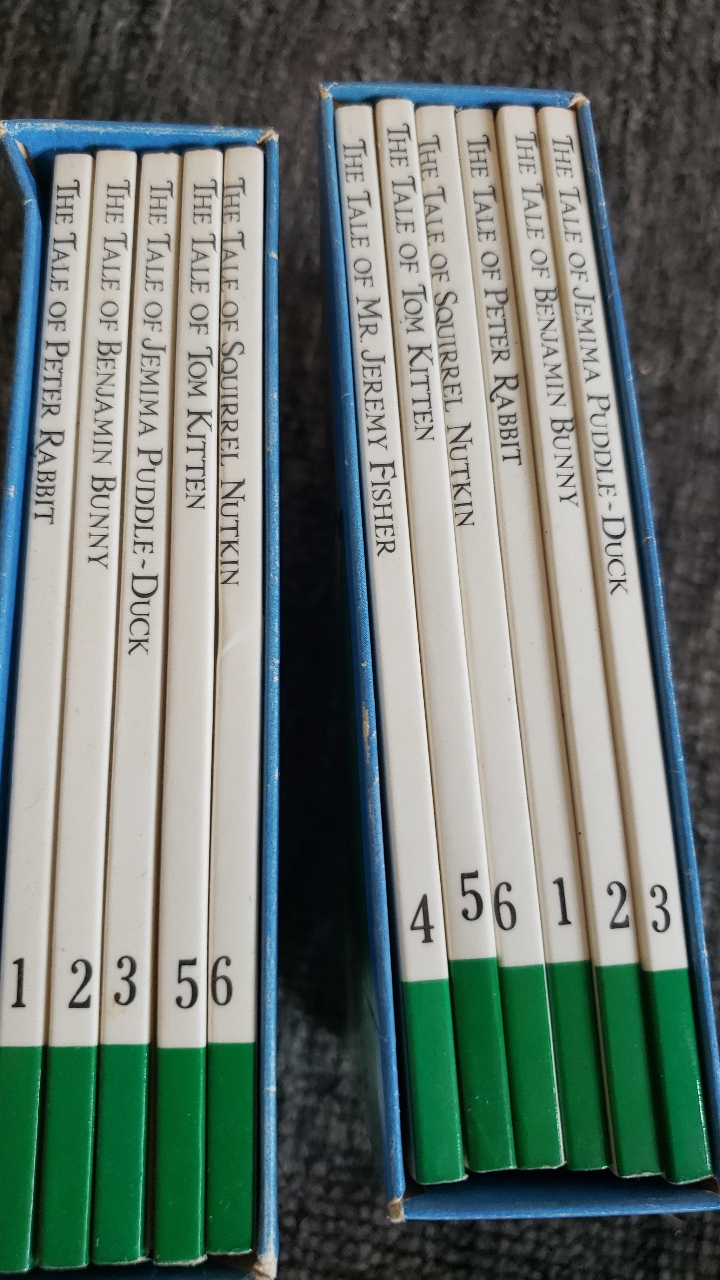 The Tale of Peter Rabbit 1
The Tale of Benjamin Bunny 2
The Tale of Jemima Puddle-Duck 3
The Tale of Tom Kitten 5
The Tale of Squirrel Nutkin 6
The Tale of Mr. Jeremy Fisher 4
The Tale of Tom Kitten 5
The Tale of Squirrel Nutkin 6
The Tale of Peter Rabbit 1
The Tale of Benjamin Bunny 2
The Tale of Jemima Puddle-Duck 3